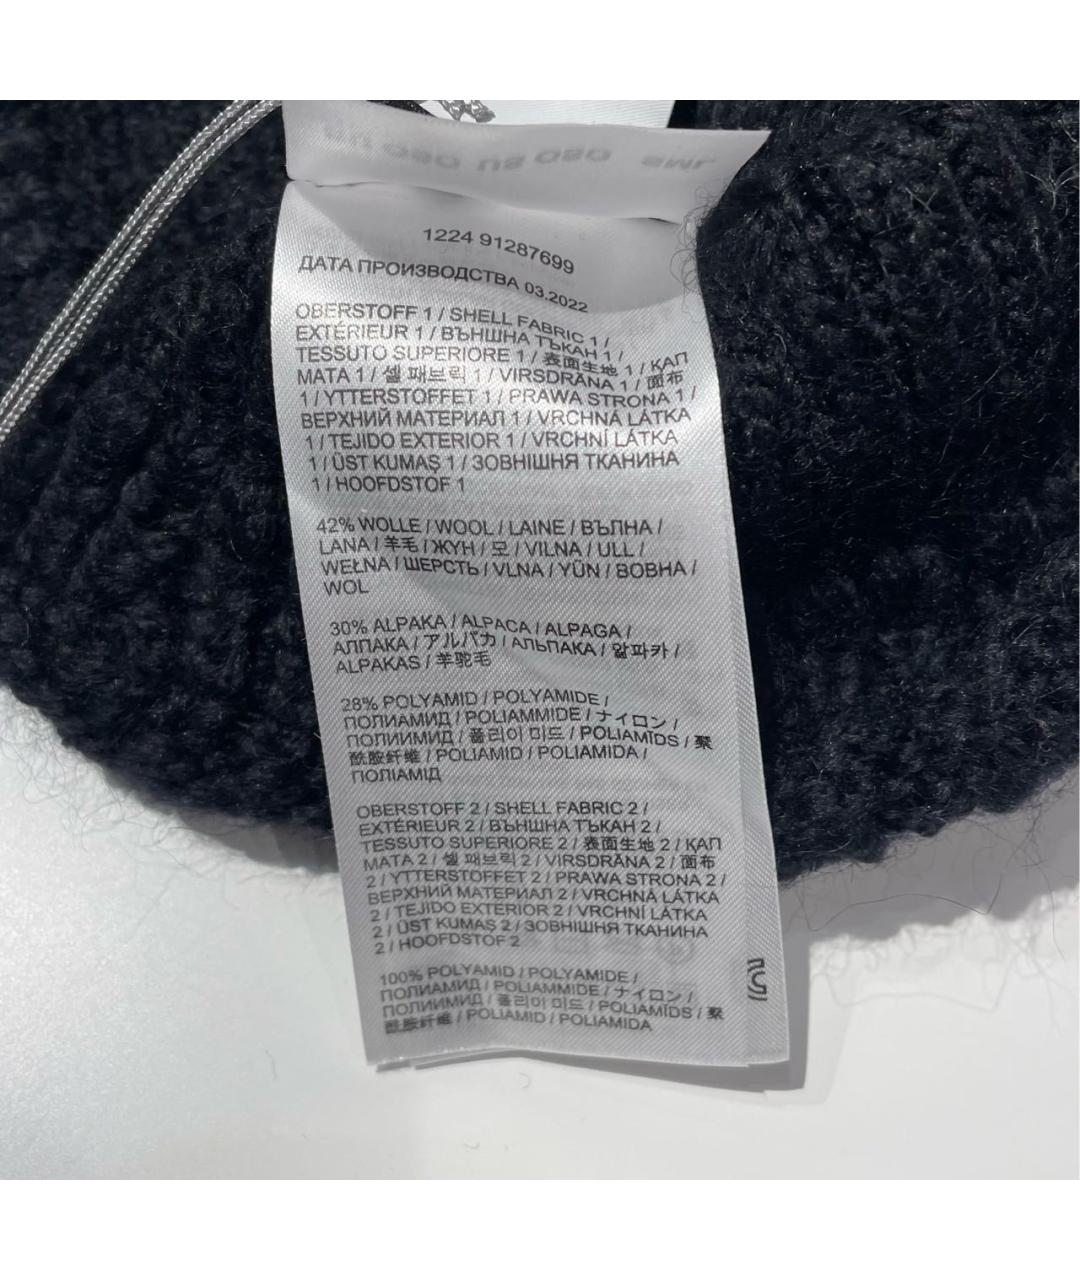 1224 91287699
ДАТА ПРОИЗВОДСТВА 03.2022
OBERSTOFF 1 / SHELL FABRIC 1 /
EXTÉRIEUR 1 / ВЪНШНА ТЪКАН 1 /
TESSUTO SUPERIORE 1 / 表面生地 1 / ҚАП
МАТА 1 / 셸 패브릭 1 / VIRSDRĀNA 1 / 面布
1 / YTTERSTOFFET 1 / PRAWA STRONA 1 /
ВЕРХНИЙ МАТЕРИАЛ 1 / VRCHNÁ LÁTKA
1 / TEJIDO EXTERIOR 1 / VRCHNÍ LÁTKA
1 / ÜST KUMAŞ 1 / ЗОВНІШНЯ ТКАНИНА
1 / HOOFDSTOF 1
42% WOLLE / WOOL / LAINE / ВЪЛНА /
LANA / 羊毛 / ЖҮН / 모 / VILNA / ULL /
WEŁNA / ШЕРСТЬ / VLNA / YÜN / ВОВНА /
WOL
30% ALPAKA / ALPACA / ALPAGA /
АЛПАКА / アルパカ / АЛЬПАКА / 알파카 /
ALPAKAS / 羊驼毛
28% POLYAMID / POLYAMIDE /
ПОЛИАМИД / POLIAMMIDE / ナイロン /
ПОЛИИМИД / 폴리아미드 / POLIAMĪDS / 聚
酰胺纤维 / POLIAMID / POLIAMIDA /
ПОЛІАМІД
OBERSTOFF 2 / SHELL FABRIC 2 /
EXTÉRIEUR 2 / ВЪНШНА ТЪКАН 2 /
TESSUTO SUPERIORE 2 / 表面生地 2 / ҚАП
МАТА 2 / 셸 패브릭 2 / VIRSDRĀNA 2 / 面布
2 / YTTERSTOFFET 2 / PRAWA STRONA 2 /
ВЕРХНИЙ МАТЕРИАЛ 2 / VRCHNÁ LÁTKA
2 / TEJIDO EXTERIOR 2 / VRCHNÍ LÁTKA
2 / ÜST KUMAŞ 2 / ЗОВНІШНЯ ТКАНИНА
2 / HOOFDSTOF 2
100% POLYAMID / POLYAMIDE /
ПОЛИАМИД / POLIAMMIDE / ナイロン /
ПОЛИИМИД / 폴리아미드 / POLIAMĪDS / 聚
酰胺纤维 / POLIAMID / POLIAMIDA